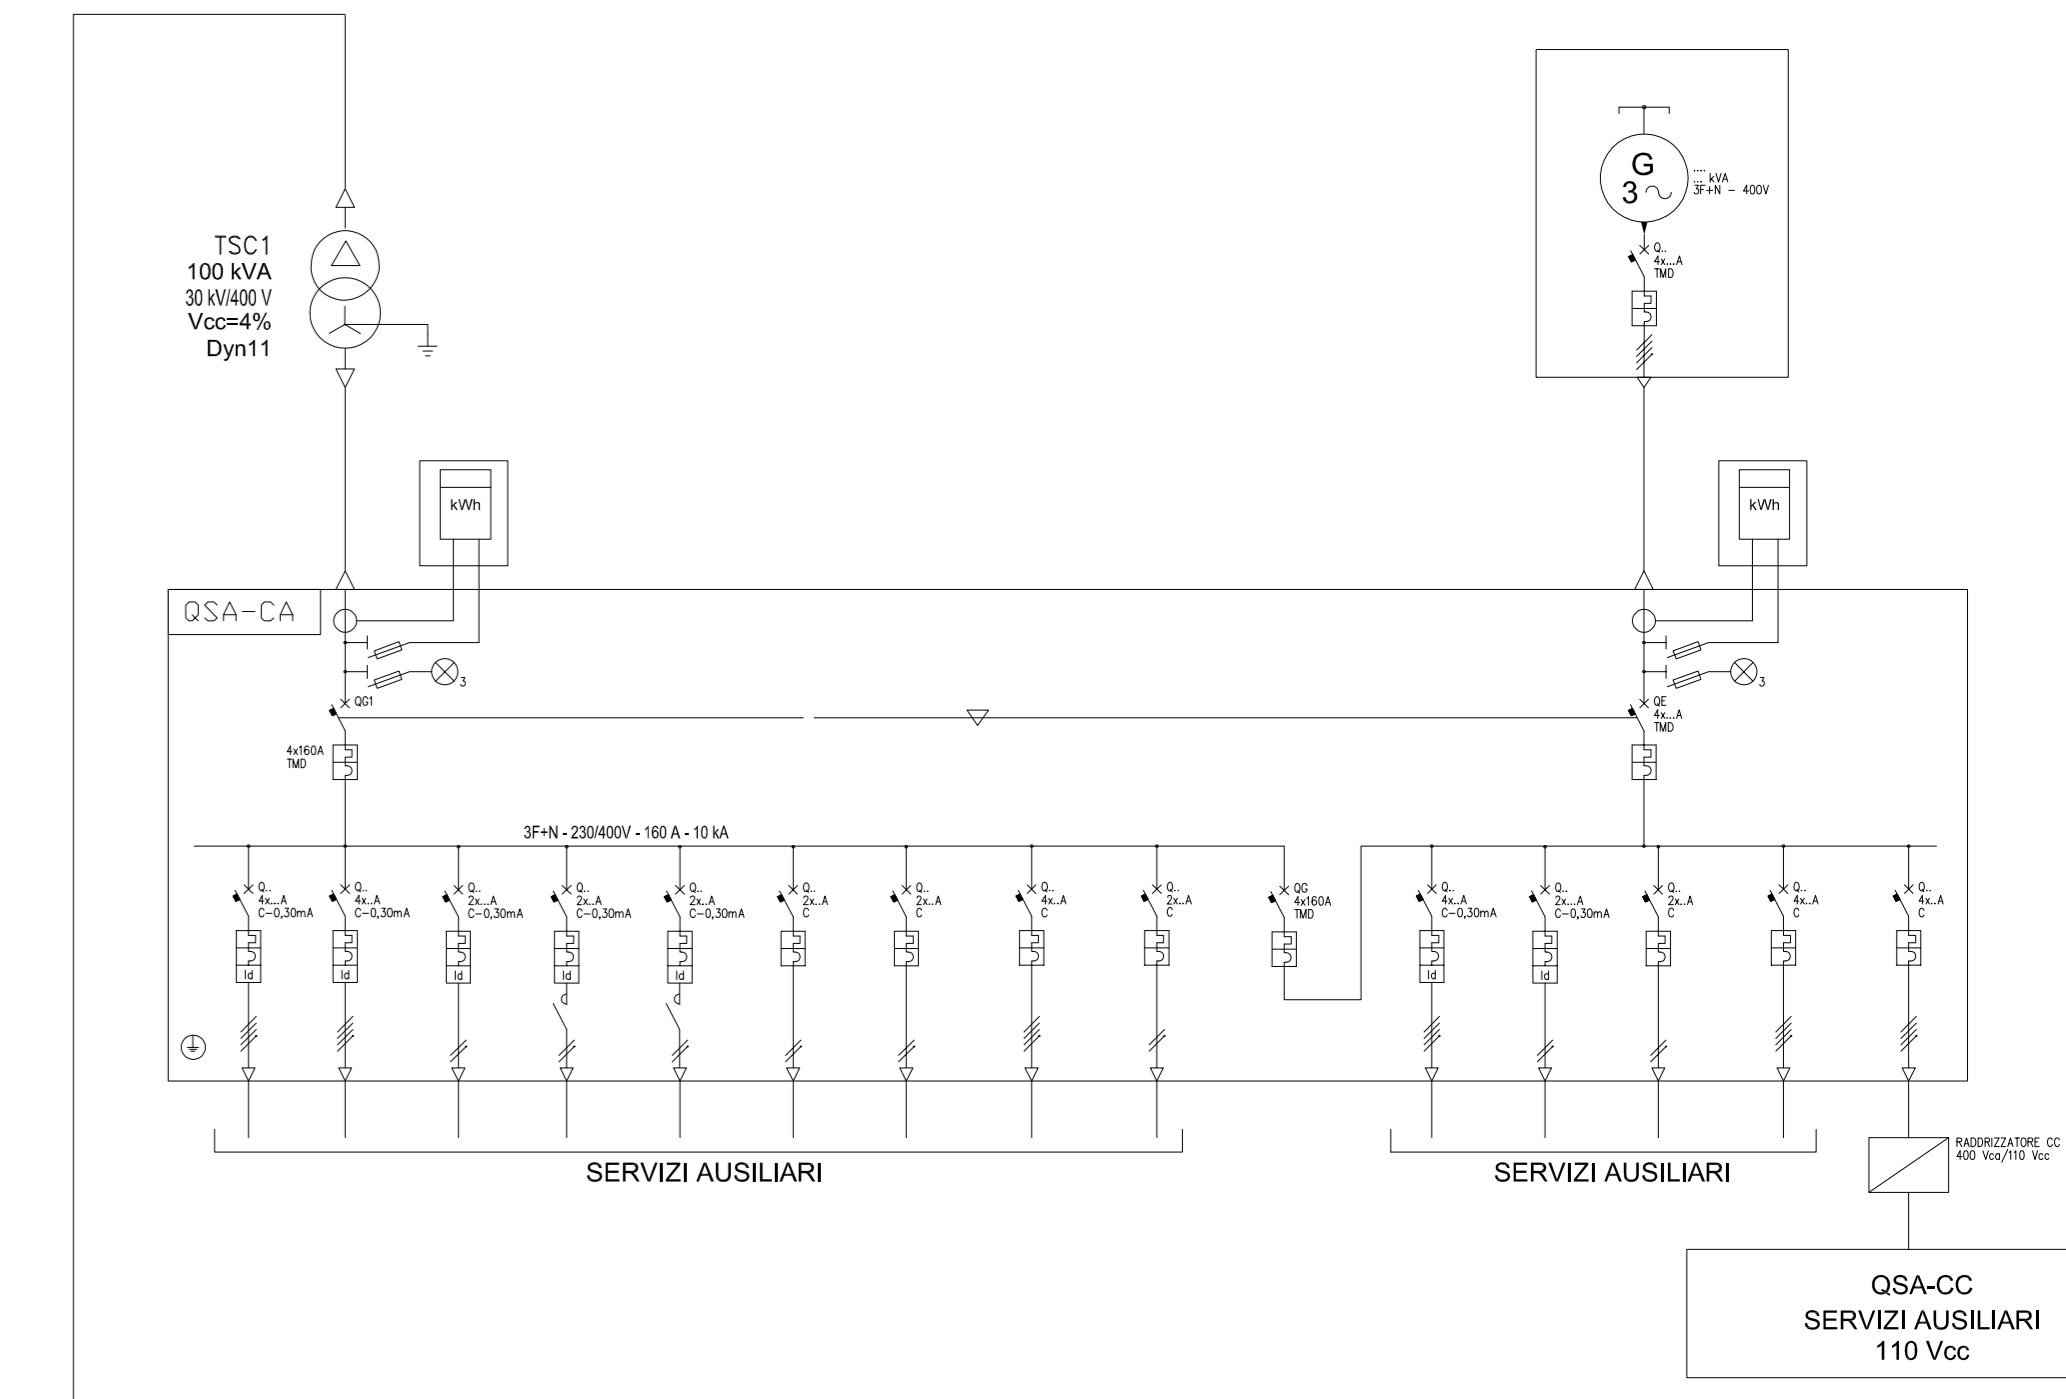 G
3
....
... kVA
3F+N - 400V
Q..
4x...A
TMD
TSC1
100 kVA
30 kV/400 V
Vcc=4%
Dyn11
kWh
kWh
QSA-CA
3
3
QG1
QE
4x...A
TMD
4x160A
TMD
3F+N - 230/400V - 160 A - 10 kA
Q..
4x...A
C-0,30mA
Id
Q..
4x..A
C-0,30mA
Id
Q..
2x...A
C-0,30mA
Id
Q..
2x..A
C-0,30mA
Id
Q..
2x..A
C-0,30mA
Id
Q..
2x..A
C
Q..
2x..A
C
Q..
4x..A
C
Q..
2x..A
C
QG
4x160A
TMD
Q..
4x..A
C-0,30mA
Id
Q..
2x...A
C-0,30mA
Id
Q..
2x..A
C
Q..
4x..A
C
Q..
4x..A
C
SERVIZI AUSILIARI
SERVIZI AUSILIARI
RADDRIZZATORE CC
400 Vca/110 Vcc
QSA-CC
SERVIZI AUSILIARI
110 Vcc